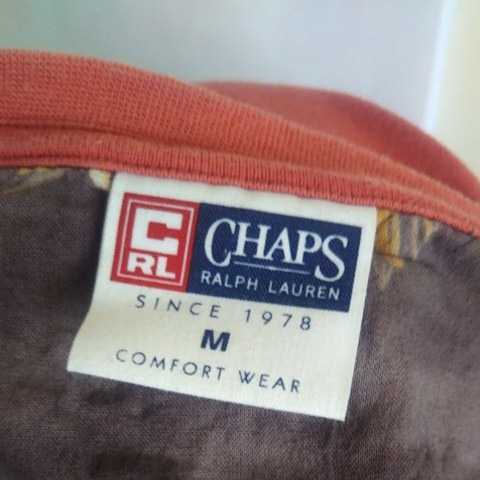 C
RL
CHAPS
RALPH LAUREN
SINCE 1978
M
COMFORT WEAR